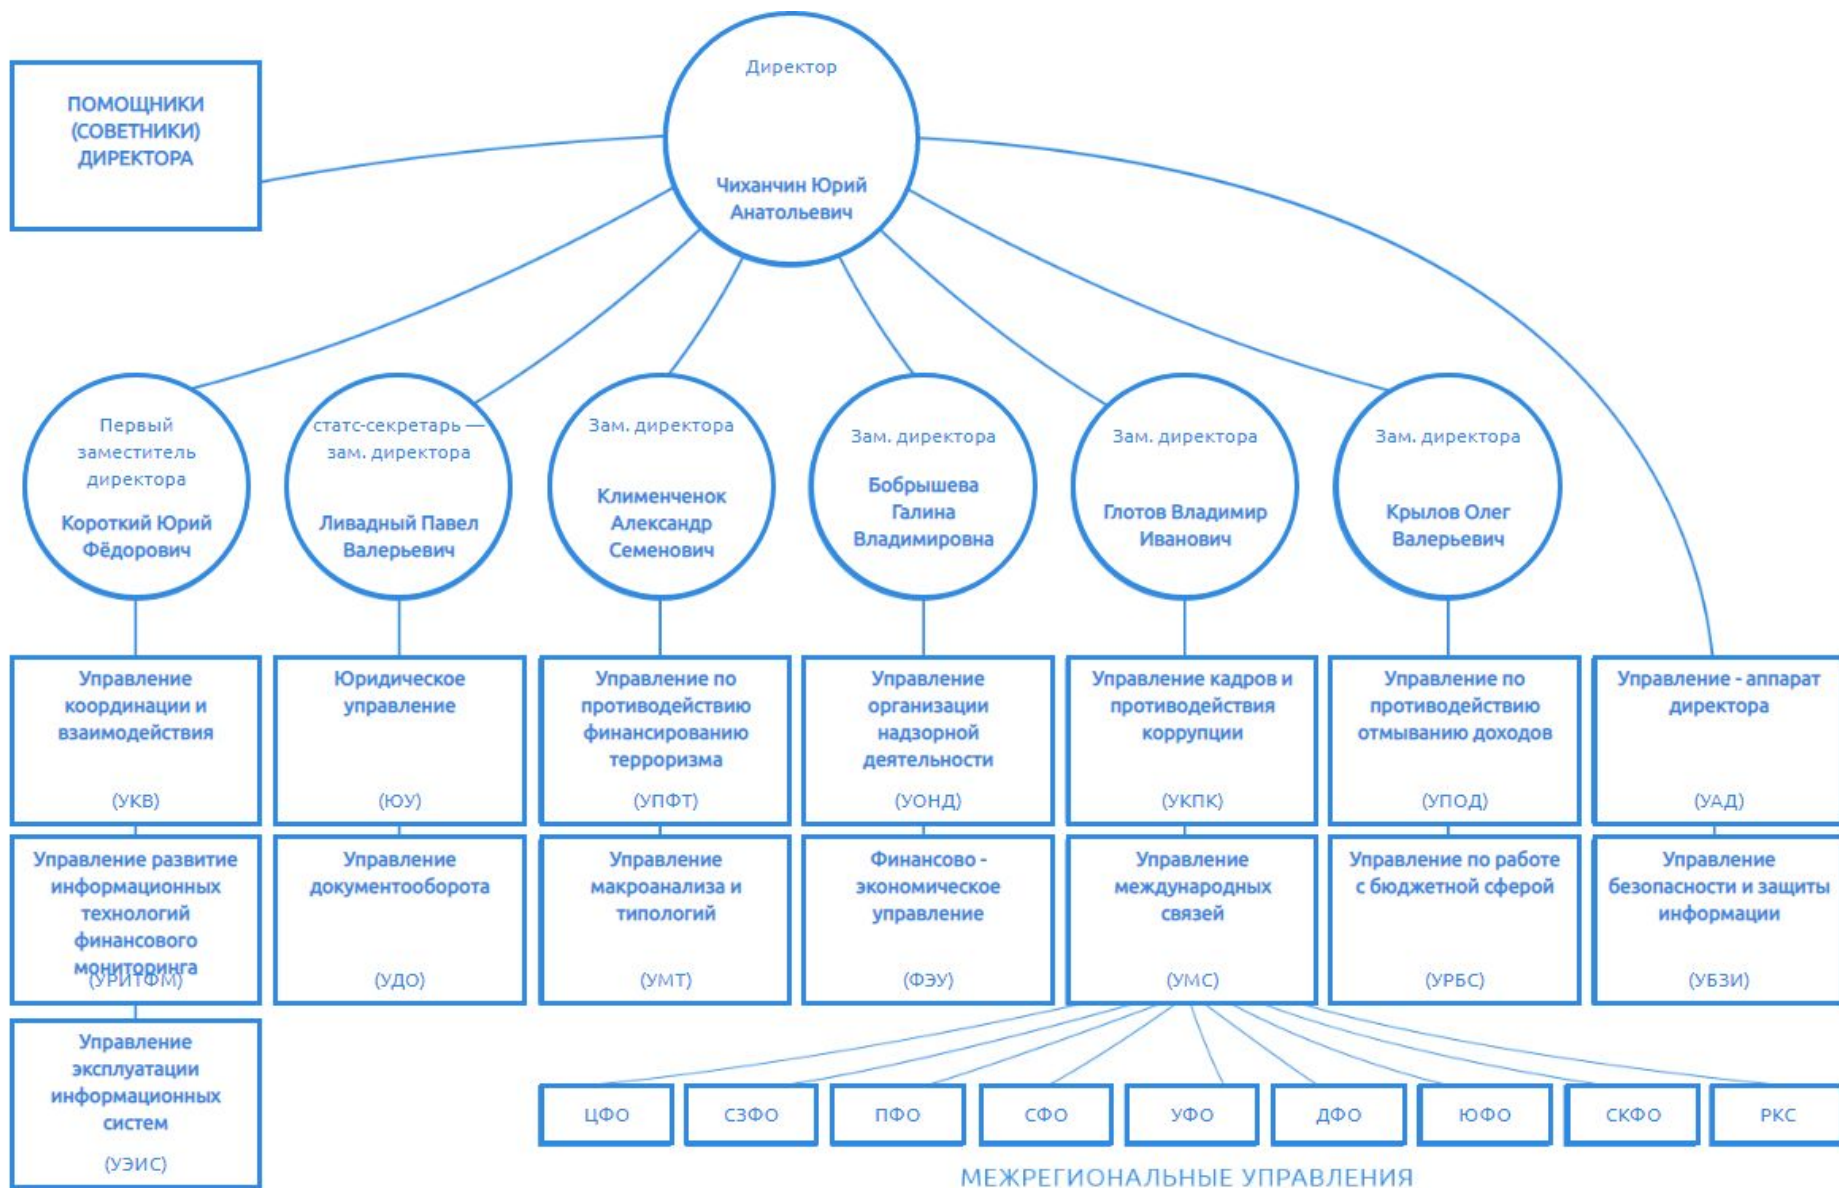 Директор
ПОМОЩНИКИ
(СОВЕТНИКИ)
ДИРЕКТОРА
Чиханчин Юрий
Анатольевич
Первый
заместитель
директора
Короткий Юрий
Фёдорович
статс-секретарь —
зам. директора
Ливадный Павел
Валерьевич
Зам. директора
Клименченок
Александр
Семенович
Зам. директора
Бобрышева
Галина
Владимировна
Зам. директора
Глотов Владимир
Иванович
Зам. директора
Крылов Олег
Валерьевич
Управление
координации и
взаимодействия
(УКВ)
Юридическое
управление
(ЮУ)
Управление по
противодействию
финансированию
терроризма
(УПФТ)
Управление
организации
надзорной
деятельности
(УОНД)
Управление кадров и
противодействия
коррупции
(УКПК)
Управление по
противодействию
отмыванию доходов
(УПОД)
Управление - аппарат
директора
(УАД)
Управление развитие
информационных
технологий
финансового
мониторинга
(УРИТФМ)
Управление
документооборота
(УДО)
Управление
макроанализа и
типологий
(УМТ)
Финансово -
экономическое
управление
(ФЭУ)
Управление
международных
связей
(УМС)
Управление по работе
с бюджетной сферой
(УРБС)
Управление
безопасности и защиты
информации
(УБЗИ)
Управление
эксплуатации
информационных
систем
(УЭИС)
ЦФО
СЗФО
ПФО
СФО
УФО
ДФО
ЮФО
СКФО
РКС
МЕЖРЕГИОНАЛЬНЫЕ УПРАВЛЕНИЯ